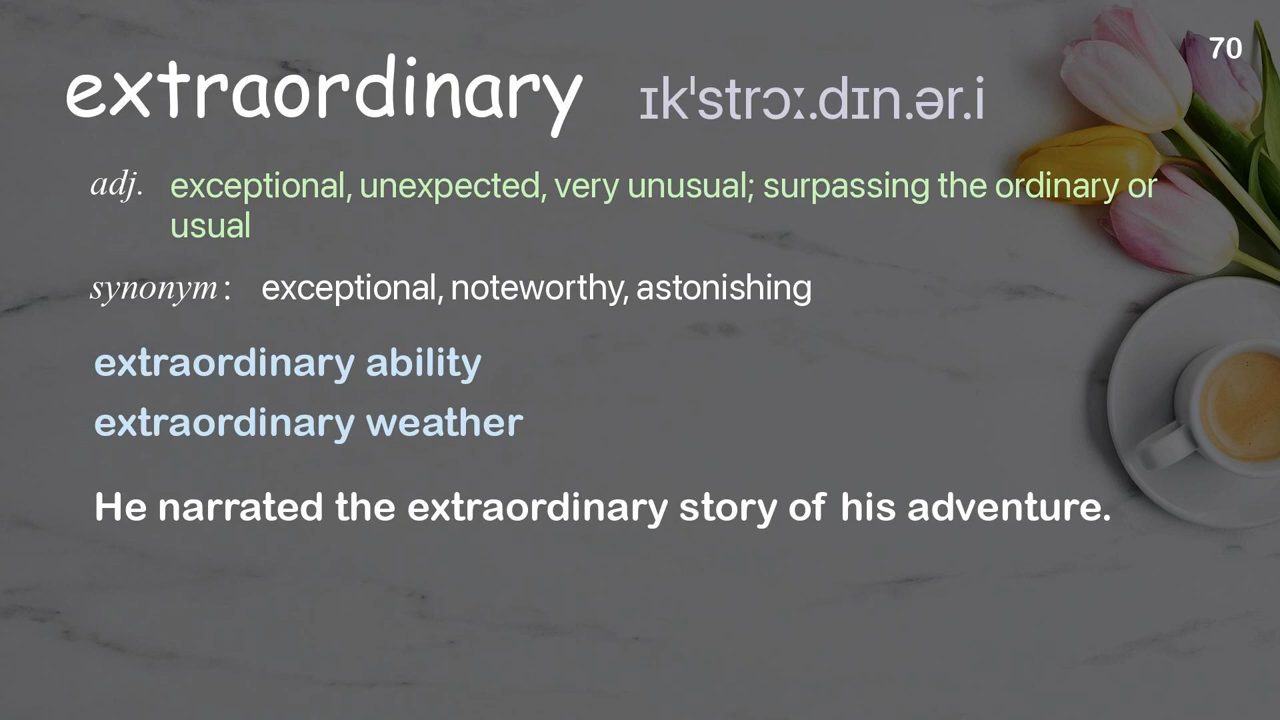 70
extraordinary ɪkˈstrɔː.dɪn.ər.i
adj. exceptional, unexpected, very unusual; surpassing the ordinary or
usual
synonym: exceptional, noteworthy, astonishing
extraordinary ability
extraordinary weather
He narrated the extraordinary story of his adventure.